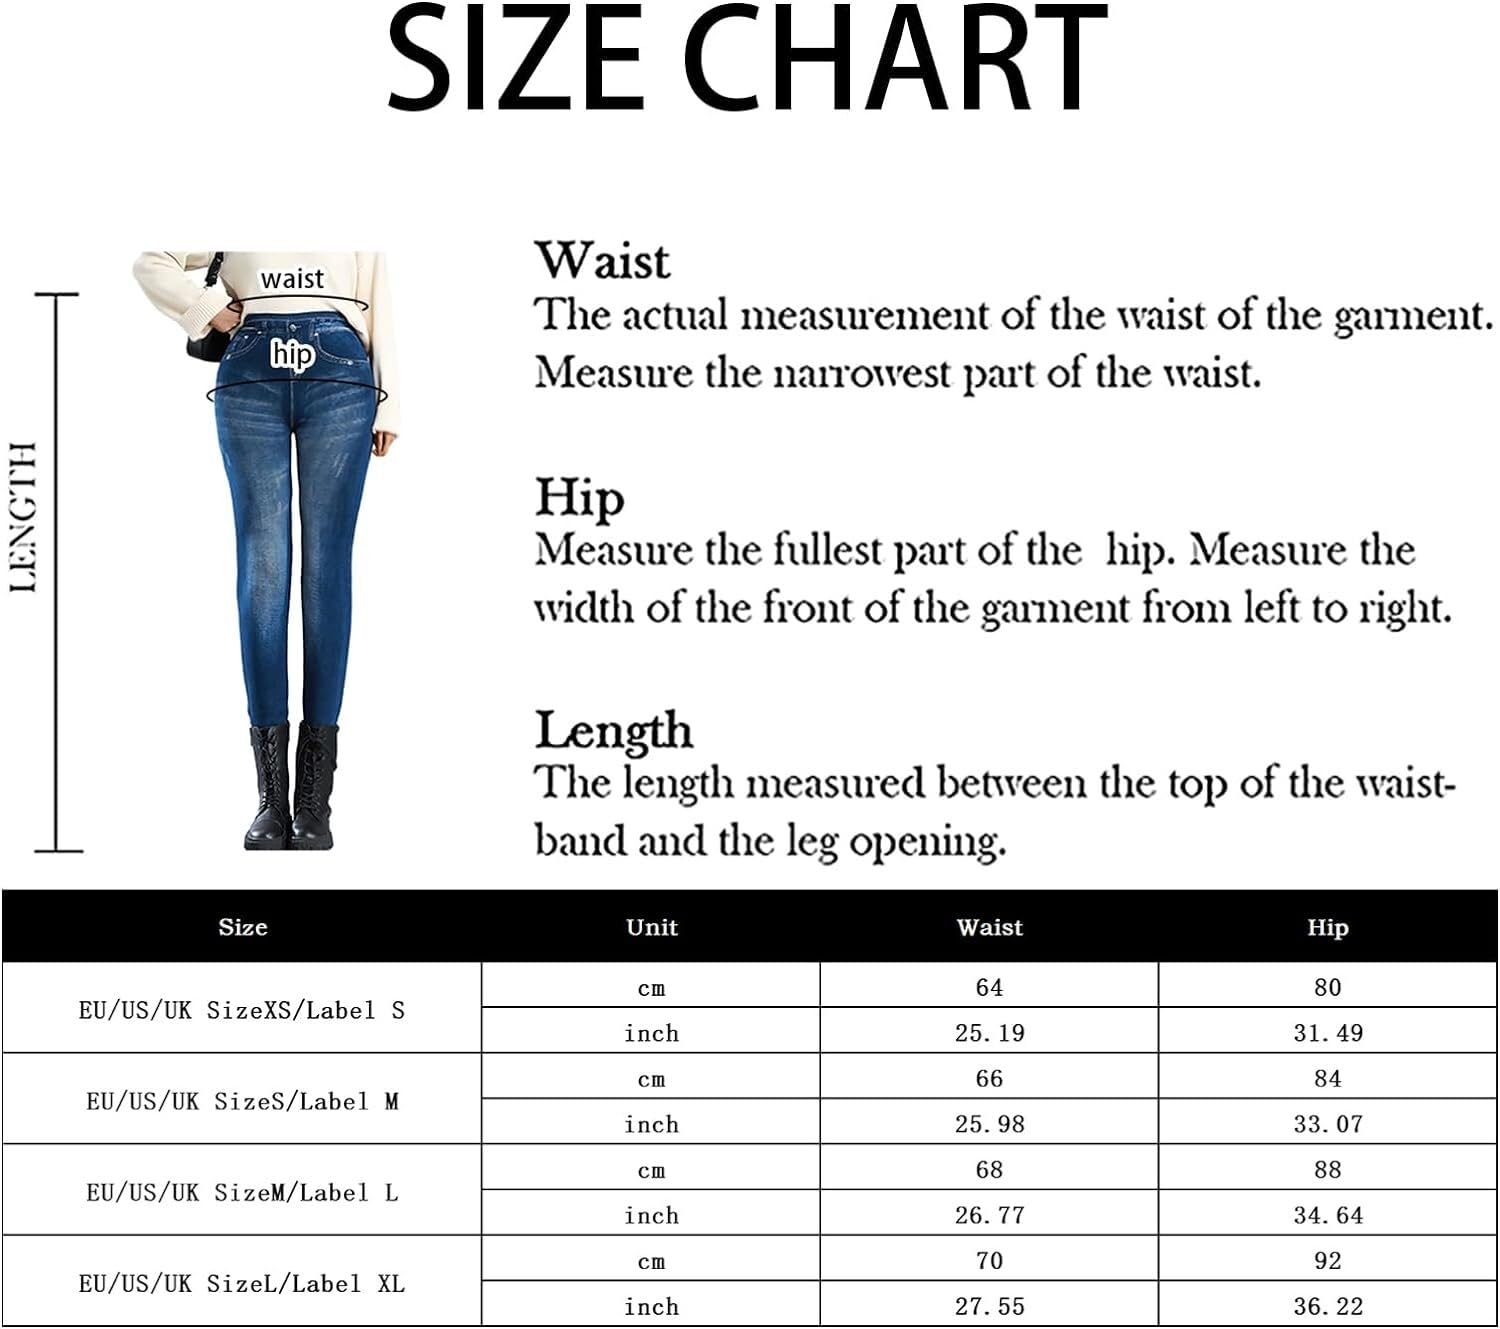 SIZE CHART
waist
hip
LENGTH
Waist
The actual measurement of the waist of the garment.
Measure the narrowest part of the waist.
Hip
Measure the fullest part of the hip. Measure the
width of the front of the garment from left to right.
Length
The length measured between the top of the waist-
band and the leg opening.
Size Unit Waist Hip
EU/US/UK SizeXS/Label S
cm 64 80
inch 25.19 31.49
EU/US/UK SizeS/Label M
cm 66 84
inch 25.98 33.07
EU/US/UK SizeM/Label L
cm 68 88
inch 26.77 34.64
EU/US/UK SizeL/Label XL
cm 70 92
inch 27.55 36.22